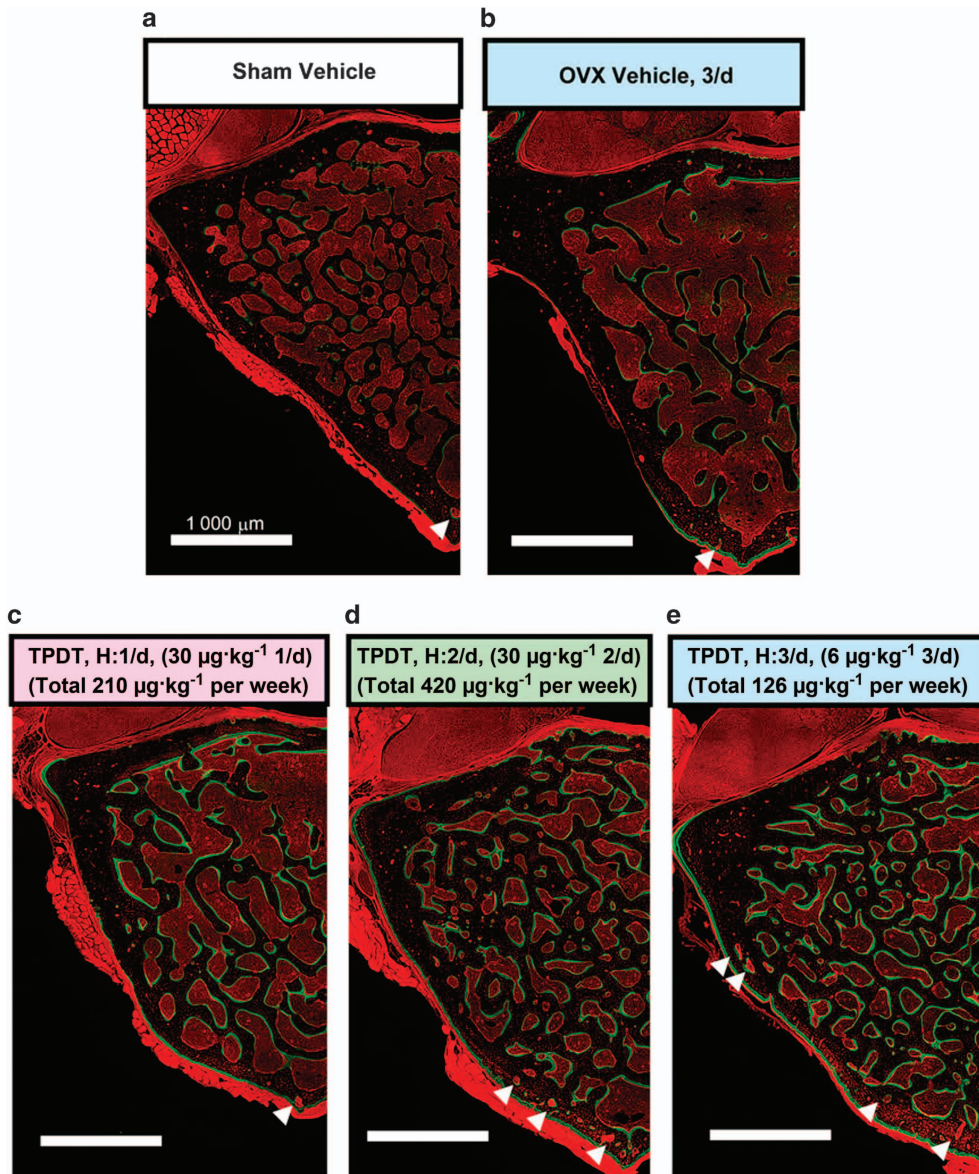 a
b
Sham Vehicle
OVX Vehicle, 3/d
1 000 μm
c
d
e
TPDT, H:1/d, (30 μg·kg⁻¹ 1/d)
(Total 210 μg·kg⁻¹ per week)
TPDT, H:2/d, (30 μg·kg⁻¹ 2/d)
(Total 420 μg·kg⁻¹ per week)
TPDT, H:3/d, (6 μg·kg⁻¹ 3/d)
(Total 126 μg·kg⁻¹ per week)